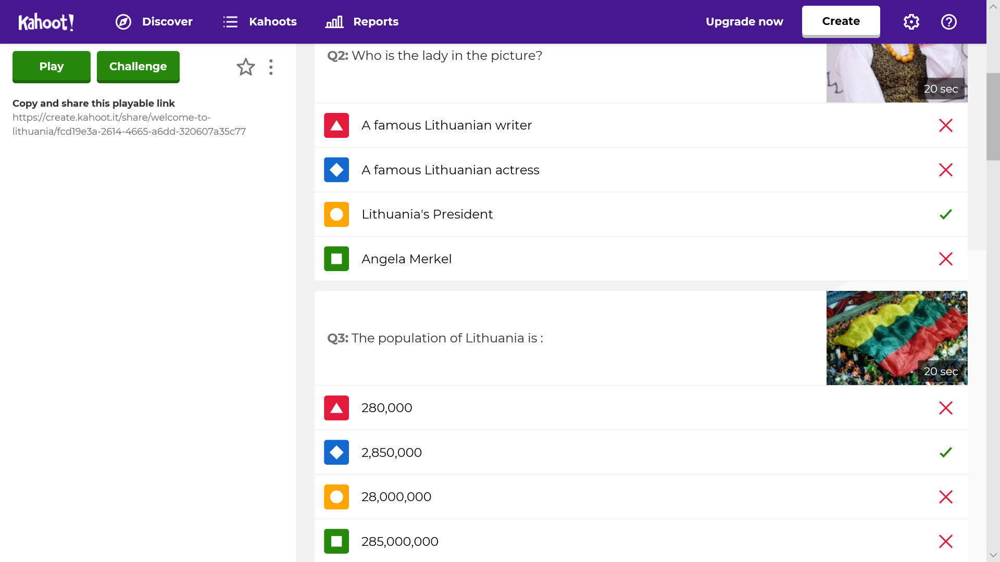 Kahoot!
Discover
Kahoots
Reports
Upgrade now
Create
Play
Challenge
Copy and share this playable link
https://create.kahoot.it/share/welcome-to-
lithuania/fcd19e3a-2614-4665-a6dd-320607a35c77
Q2: Who is the lady in the picture?
20 sec
A famous Lithuanian writer
A famous Lithuanian actress
Lithuania's President
Angela Merkel
Q3: The population of Lithuania is :
20 sec
280,000
2,850,000
28,000,000
285,000,000